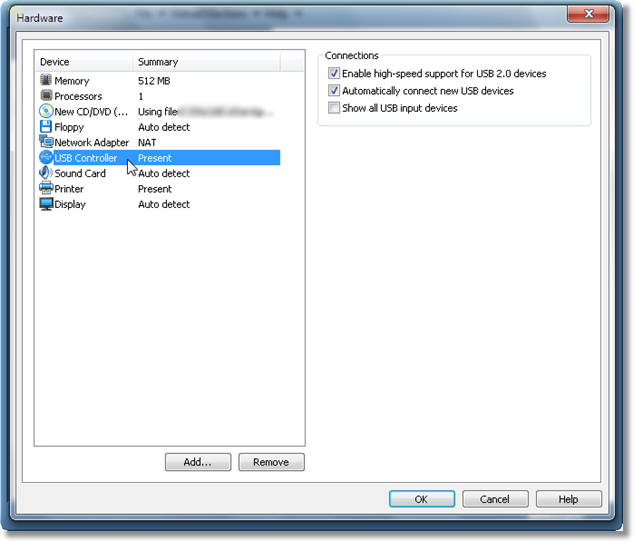 Hardware
Device Summary
Memory 512 MB
Processors 1
New CD/DVD (... Using file
Floppy Auto detect
Network Adapter NAT
USB Controller Present
Sound Card Auto detect
Printer Present
Display Auto detect
Add... Remove
Connections
Enable high-speed support for USB 2.0 devices
Automatically connect new USB devices
Show all USB input devices
OK Cancel Help